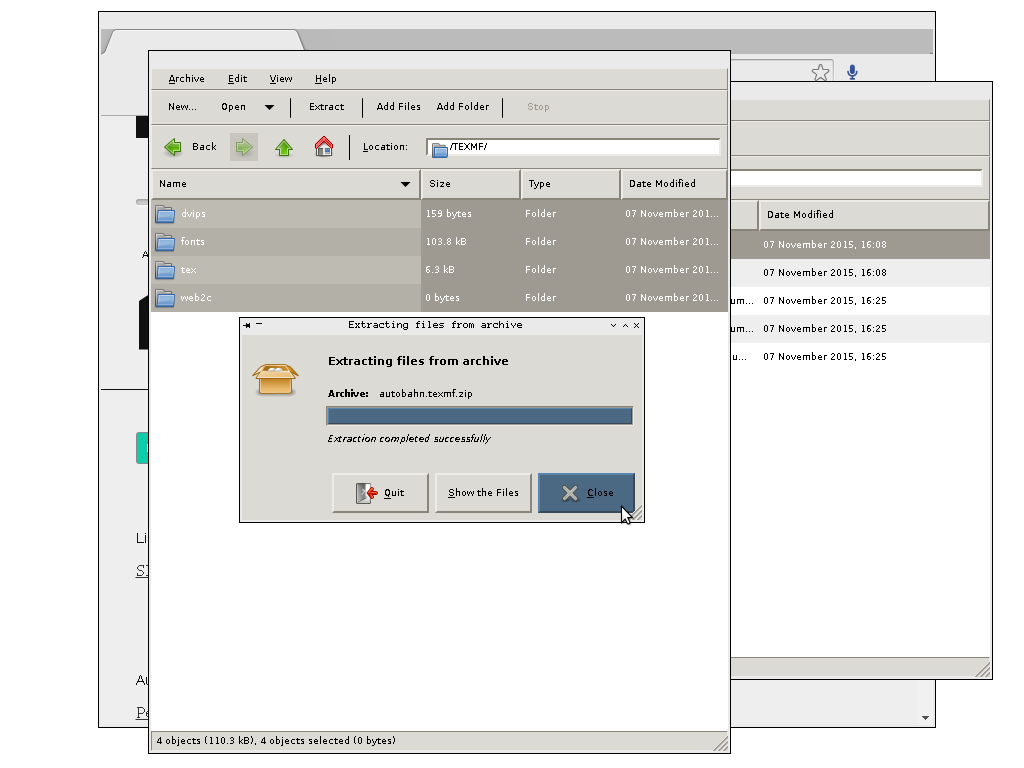 Archive Edit View Help
New... Open Extract Add Files Add Folder Stop
Back Location: /TEXMF/
Name Size Type Date Modified
dvips 159 bytes Folder 07 November 201...
fonts 103.8 kB Folder 07 November 201...
tex 6.3 kB Folder 07 November 201...
web2c 0 bytes Folder 07 November 201...
Extracting files from archive
Extracting files from archive
Archive: autobahn.texmf.zip
Extraction completed successfully
Quit Show the Files Close
4 objects (110.3 kB), 4 objects selected (0 bytes)
Date Modified
07 November 2015, 16:08
07 November 2015, 16:08
um... 07 November 2015, 16:25
um... 07 November 2015, 16:25
u... 07 November 2015, 16:25
Li